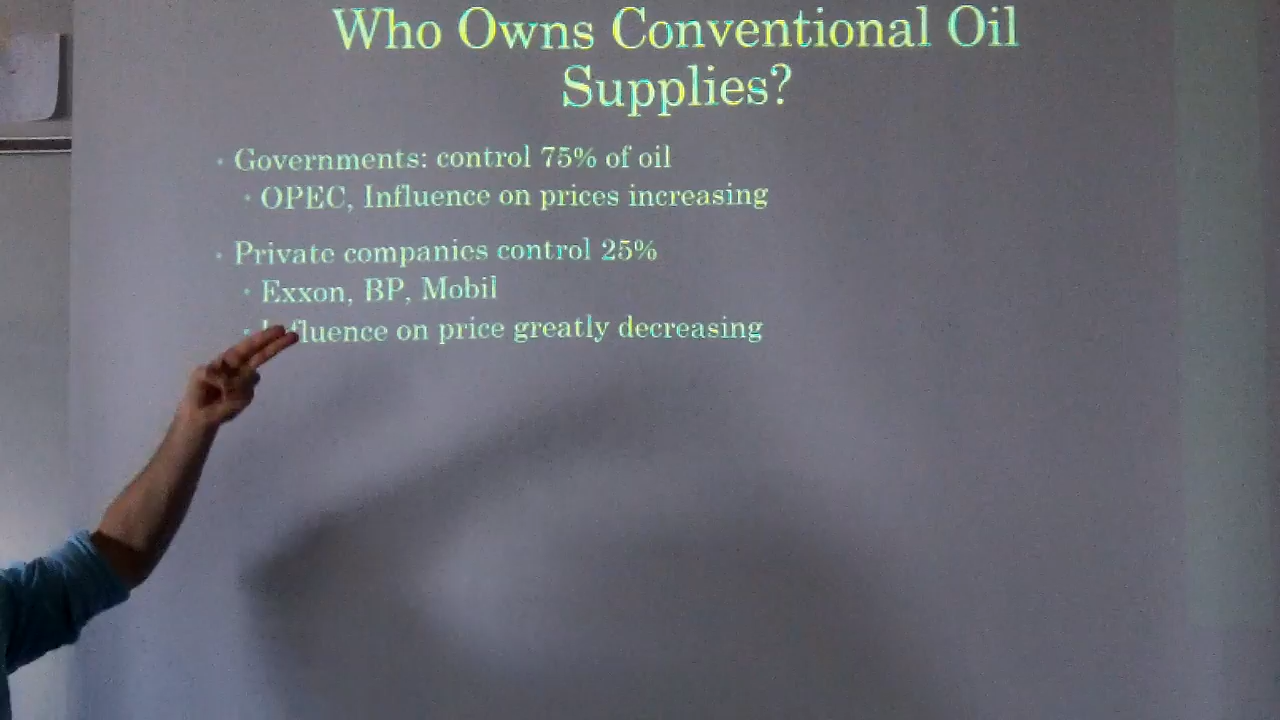 Who Owns Conventional Oil
Supplies?
• Governments: control 75% of oil
• OPEC, Influence on prices increasing
• Private companies control 25%
• Exxon, BP, Mobil
• Influence on price greatly decreasing